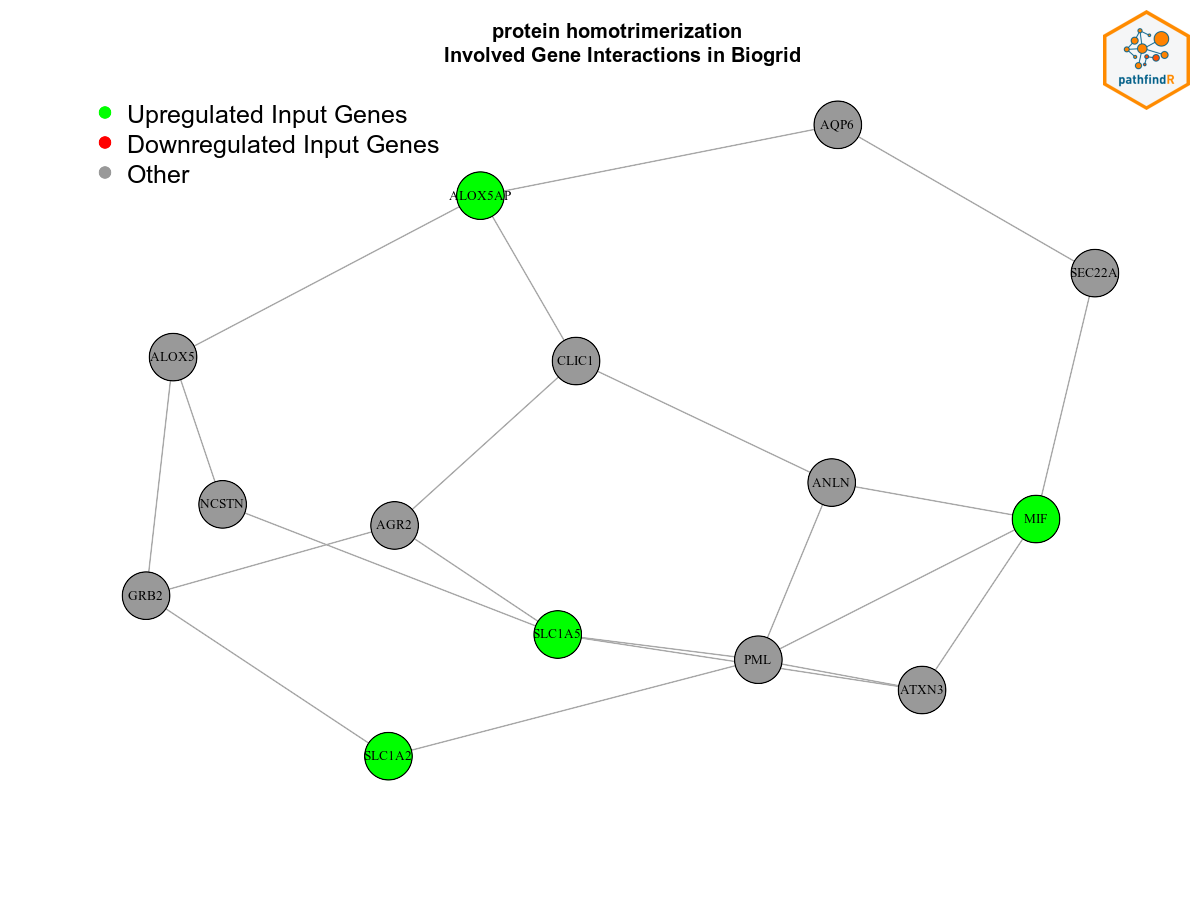 protein homotrimerization
Involved Gene Interactions in Biogrid
pathfindR
Upregulated Input Genes
Downregulated Input Genes
Other
AQP6
ALOX5AP
SEC22A
ALOX5
CLIC1
ANLN
NCSTN
AGR2
MIF
GRB2
SLC1A5
PML
ATXN3
SLC1A2